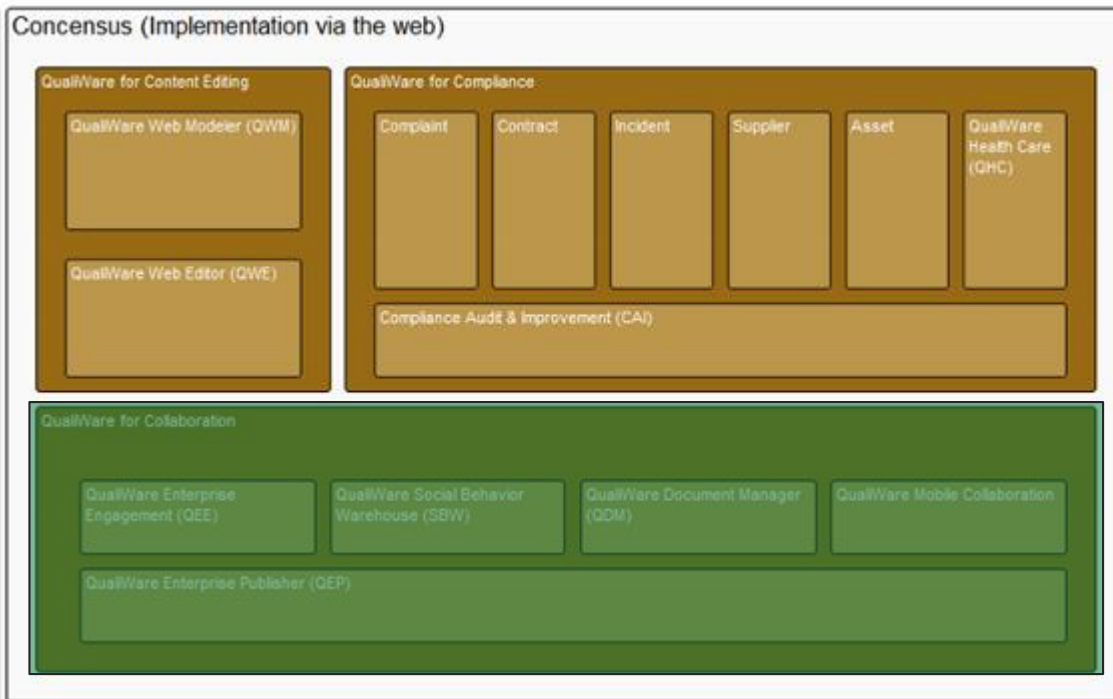 Concensus (Implementation via the web)
QualiWare for Content Editing
QualiWare Web Modeler (QWM)
QualiWare Web Editor (QWE)
QualiWare for Compliance
Complaint
Contract
Incident
Supplier
Asset
QualiWare
Health Care
(QHC)
Compliance Audit & Improvement (CAI)
QualiWare for Collaboration
QualiWare Enterprise
Engagement (QEE)
QualiWare Social Behavior
Warehouse (SBW)
QualiWare Document Manager
(QDM)
QualiWare Mobile Collaboration
QualiWare Enterprise Publisher (QEP)